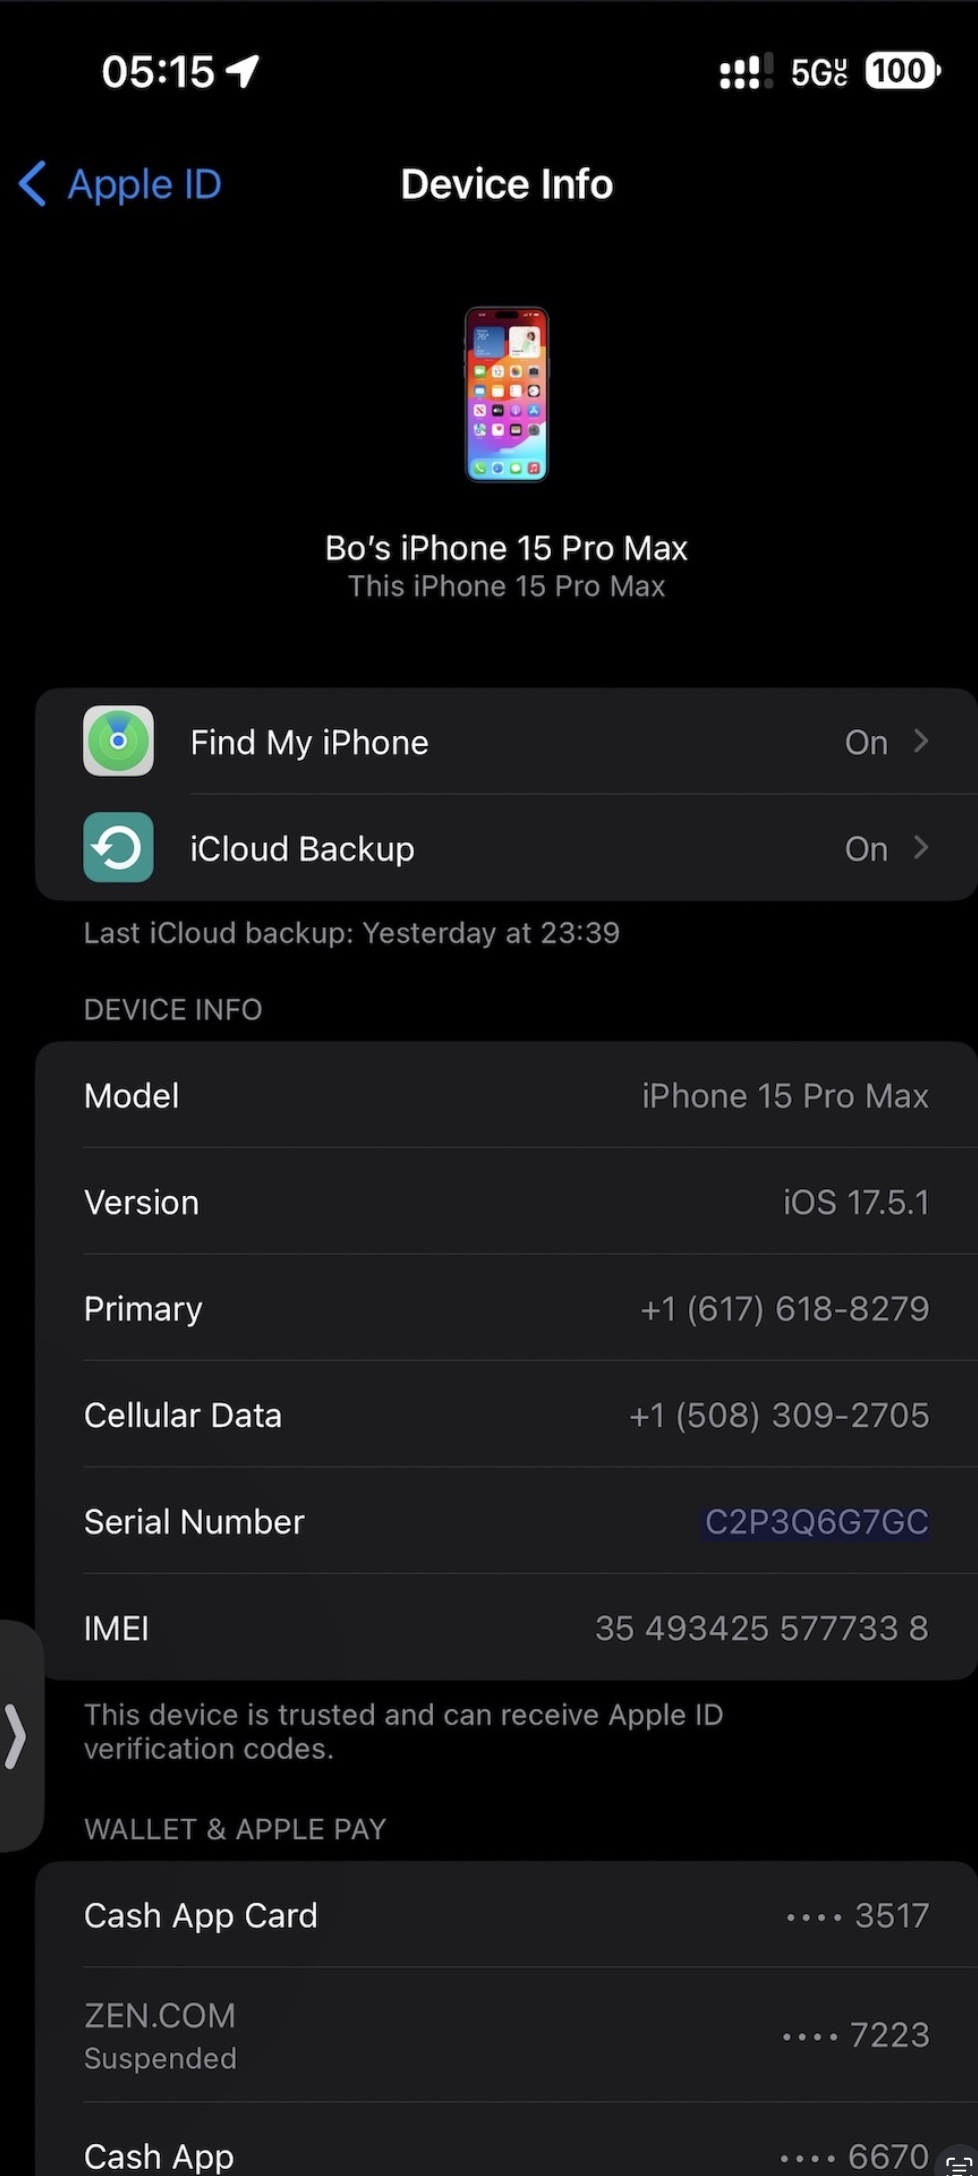 05:15
5G UC
100
Apple ID
Device Info
Bo's iPhone 15 Pro Max
This iPhone 15 Pro Max
Find My iPhone
On
iCloud Backup
On
Last iCloud backup: Yesterday at 23:39
DEVICE INFO
Model
iPhone 15 Pro Max
Version
iOS 17.5.1
Primary
+1 (617) 618-8279
Cellular Data
+1 (508) 309-2705
Serial Number
C2P3Q6G7GC
IMEI
35 493425 577733 8
This device is trusted and can receive Apple ID
verification codes.
WALLET & APPLE PAY
Cash App Card
•••• 3517
ZEN.COM
Suspended
•••• 7223
Cash App
•••• 6670